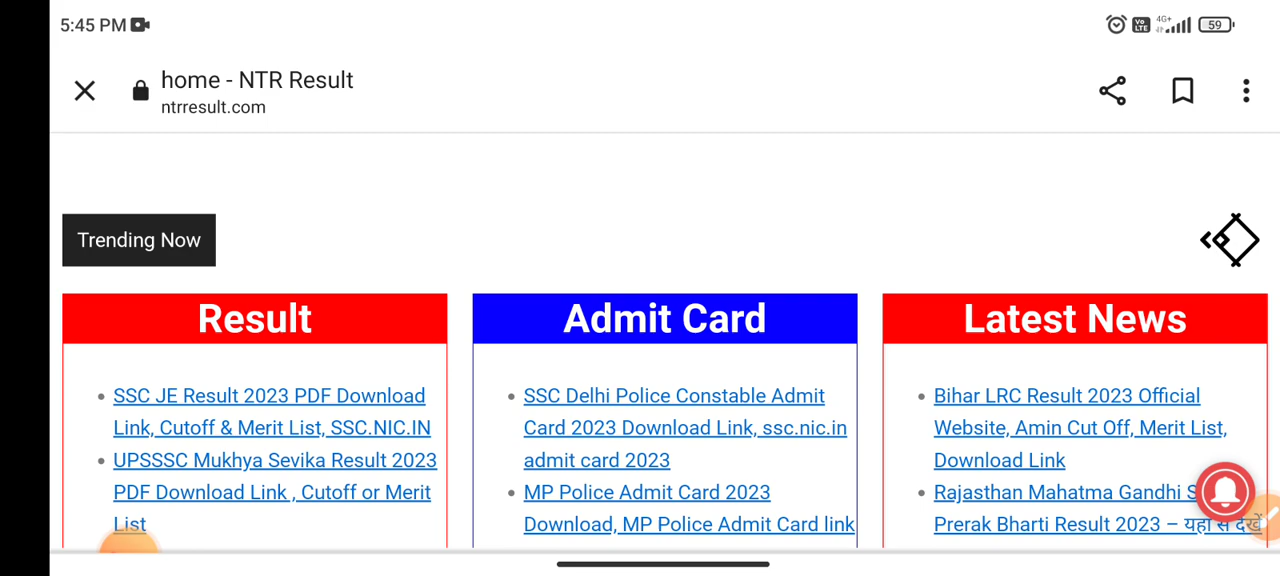 5:45 PM
Vo LTE 4G+ 59
home - NTR Result
ntrresult.com
Trending Now
Result
SSC JE Result 2023 PDF Download
Link, Cutoff & Merit List, SSC.NIC.IN
UPSSSC Mukhya Sevika Result 2023
PDF Download Link , Cutoff or Merit
List
Admit Card
SSC Delhi Police Constable Admit
Card 2023 Download Link, ssc.nic.in
admit card 2023
MP Police Admit Card 2023
Download, MP Police Admit Card link
Latest News
Bihar LRC Result 2023 Official
Website, Amin Cut Off, Merit List,
Download Link
Rajasthan Mahatma Gandhi S
Prerak Bharti Result 2023 – यहां से देखें